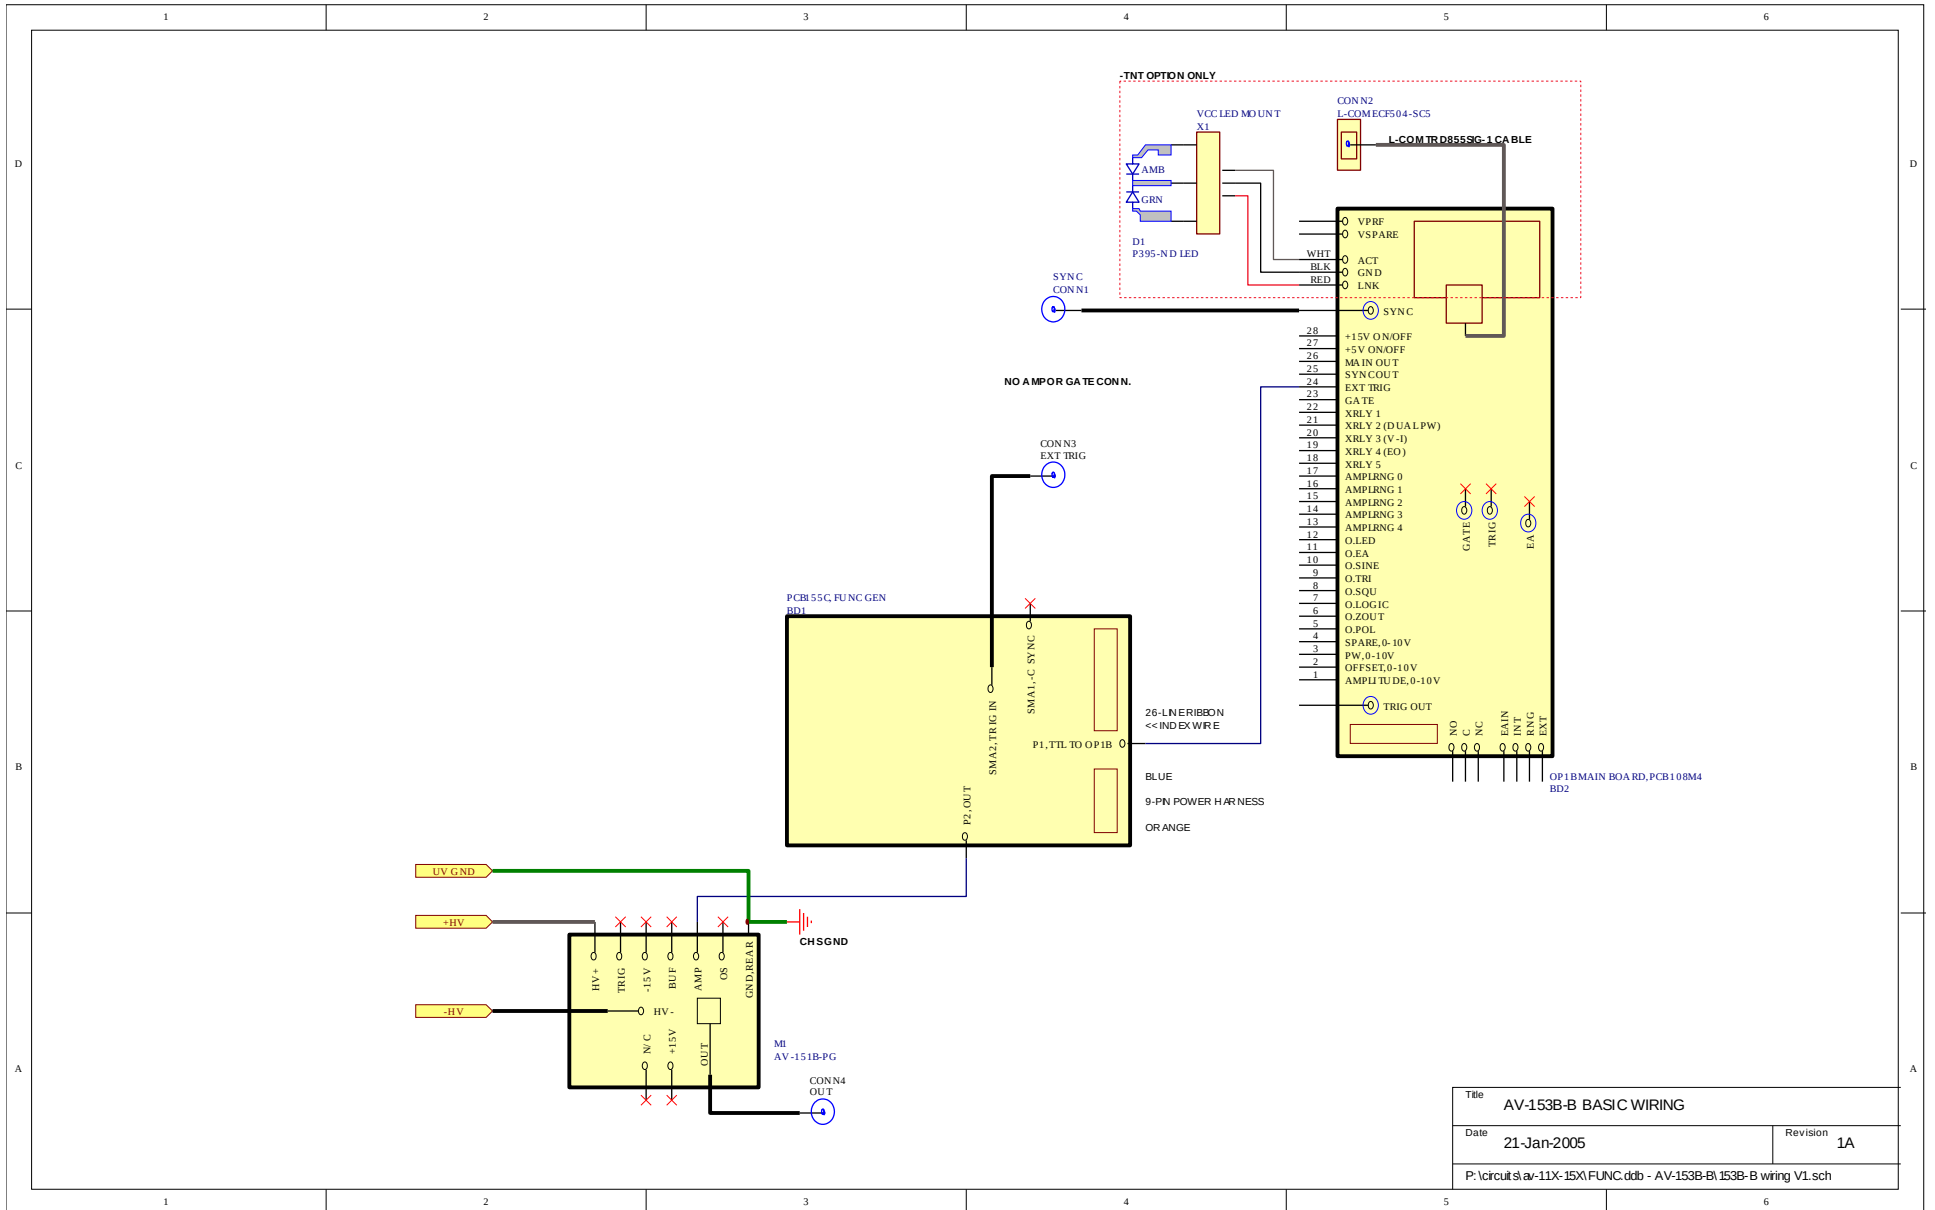 1 2 3 4 5 6
-TNT OPTION ONLY
CONN2
L-COM ECF504-SC5
VCC LED MOUNT
X1
L-COM TRD855SIG-1 CABLE
D
D
AMB
GRN
D1
P395-ND LED
VPRF
VSPARE
WHT ACT
BLK GND
RED LNK
SYNC
CONN1
SYNC
28 +15V ON/OFF
27 +5V ON/OFF
26 MAIN OUT
25 SYNC OUT
24 EXT TRIG
23 GATE
22 XRLY 1
21 XRLY 2 (DUAL PW)
20 XRLY 3 (V-I)
19 XRLY 4 (EO)
18 XRLY 5
17 AMPL RNG 0
16 AMPL RNG 1
15 AMPL RNG 2
14 AMPL RNG 3
13 AMPL RNG 4
12 O.LED
11 O.EA
10 O.SINE
9 O.TRI
8 O.SQU
7 O.LOGIC
6 O.ZOUT
5 O.POL
4 SPARE, 0-10V
3 PW, 0-10V
2 OFFSET, 0-10V
1 AMPLITUDE, 0-10V
TRIG OUT
GATE
TRIG
EA
NO
C
NC
EAIN
INT
RNG
EXT
OP1B MAIN BOARD, PCB108M4
BD2
NO AMP OR GATE CONN.
C
C
CONN3
EXT TRIG
PCB155C, FUNC GEN
BD1
SMA1, -C SYNC
SMA2, TRIG IN
P1, TTL TO OP1B
P2, OUT
26-LINE RIBBON
<< INDEX WIRE
BLUE
9-PIN POWER HARNESS
ORANGE
B
B
UV GND
+HV
-HV
CHSGND
HV+
TRIG
-15V
BUF
AMP
OS
GND, REAR
HV-
N/C
+15V
OUT
M1
AV-151B-PG
CONN4
OUT
A
A
Title
AV-153B-B BASIC WIRING
Date
21-Jan-2005
Revision
1A
P:\circuits\av-11X-15X\FUNC.ddb - AV-153B-B\153B-B wiring V1.sch
1 2 3 4 5 6